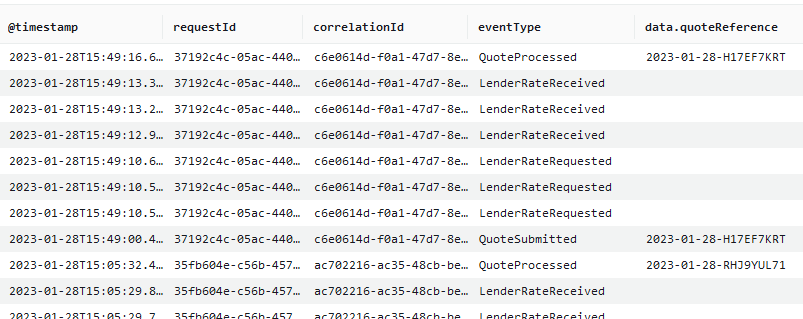 @timestamp requestId correlationId eventType data.quoteReference
2023-01-28T15:49:16.6… 37192c4c-05ac-440… c6e0614d-f0a1-47d7-8e… QuoteProcessed 2023-01-28-H17EF7KRT
2023-01-28T15:49:13.3… 37192c4c-05ac-440… c6e0614d-f0a1-47d7-8e… LenderRateReceived
2023-01-28T15:49:13.2… 37192c4c-05ac-440… c6e0614d-f0a1-47d7-8e… LenderRateReceived
2023-01-28T15:49:12.9… 37192c4c-05ac-440… c6e0614d-f0a1-47d7-8e… LenderRateReceived
2023-01-28T15:49:10.6… 37192c4c-05ac-440… c6e0614d-f0a1-47d7-8e… LenderRateRequested
2023-01-28T15:49:10.5… 37192c4c-05ac-440… c6e0614d-f0a1-47d7-8e… LenderRateRequested
2023-01-28T15:49:10.5… 37192c4c-05ac-440… c6e0614d-f0a1-47d7-8e… LenderRateRequested
2023-01-28T15:49:00.4… 37192c4c-05ac-440… c6e0614d-f0a1-47d7-8e… QuoteSubmitted 2023-01-28-H17EF7KRT
2023-01-28T15:05:32.4… 35fb604e-c56b-457… ac702216-ac35-48cb-be… QuoteProcessed 2023-01-28-RHJ9YUL71
2023-01-28T15:05:29.8… 35fb604e-c56b-457… ac702216-ac35-48cb-be… LenderRateReceived
2023-01-28T15:05:29.7… 35fb604e-c56b-457… ac702216-ac35-48cb-be… LenderRateReceived